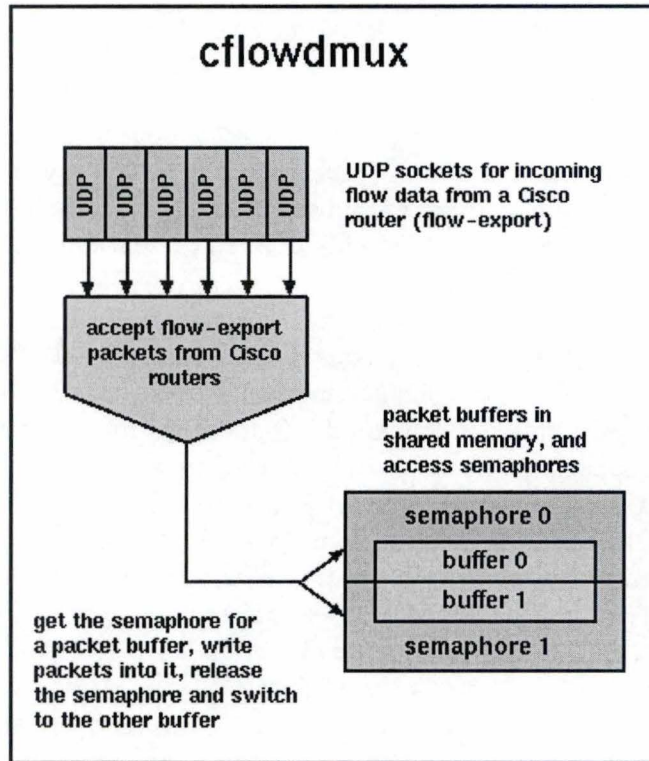 cflowdmux
UDP UDP UDP UDP UDP UDP
UDP sockets for incoming
flow data from a Cisco
router (flow-export)
accept flow-export
packets from Cisco
routers
packet buffers in
shared memory, and
access semaphores
semaphore 0
buffer 0
buffer 1
semaphore 1
get the semaphore for
a packet buffer, write
packets into it, release
the semaphore and switch
to the other buffer